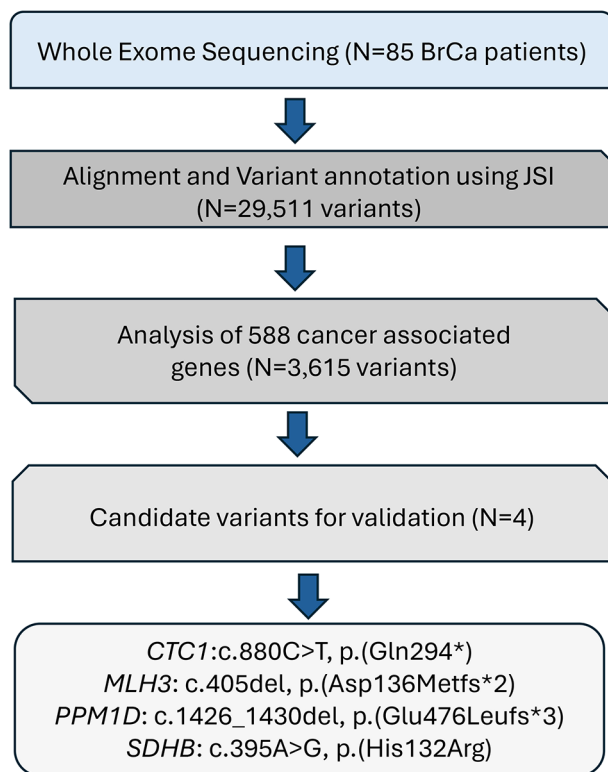 Whole Exome Sequencing (N=85 BrCa patients)
Alignment and Variant annotation using JSI
(N=29,511 variants)
Analysis of 588 cancer associated
genes (N=3,615 variants)
Candidate variants for validation (N=4)
CTC1:c.880C>T, p.(Gln294*)
MLH3: c.405del, p.(Asp136Metfs*2)
PPM1D: c.1426_1430del, p.(Glu476Leufs*3)
SDHB: c.395A>G, p.(His132Arg)